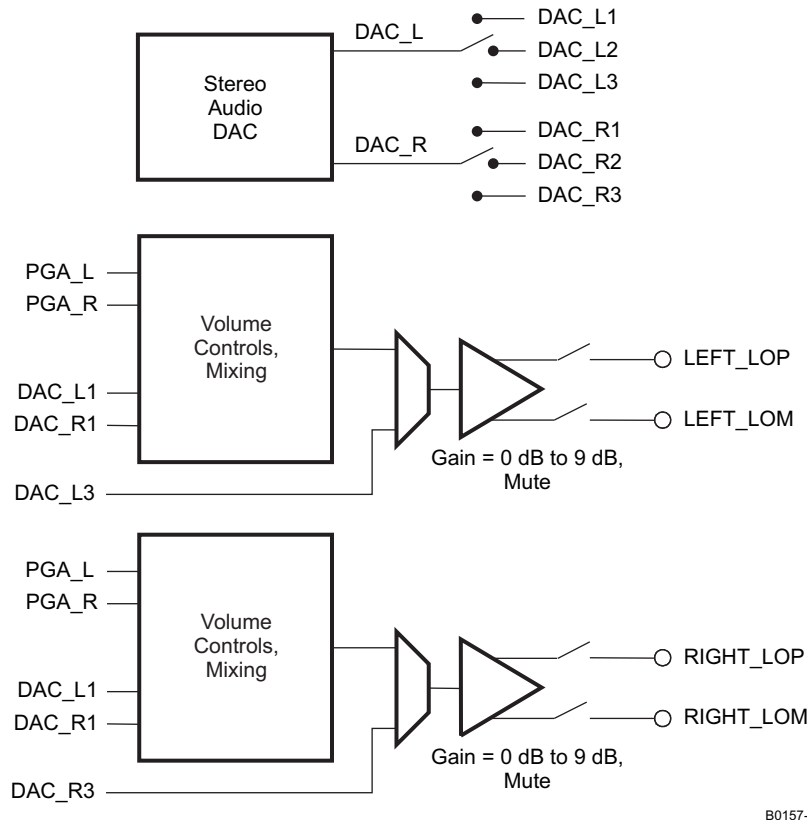 DAC_L
DAC_L1
DAC_L2
DAC_L3
Stereo
Audio
DAC
DAC_R
DAC_R1
DAC_R2
DAC_R3
PGA_L
PGA_R
DAC_L1
DAC_R1
DAC_L3
Volume
Controls,
Mixing
LEFT_LOP
LEFT_LOM
Gain = 0 dB to 9 dB,
Mute
PGA_L
PGA_R
DAC_L1
DAC_R1
DAC_R3
Volume
Controls,
Mixing
RIGHT_LOP
RIGHT_LOM
Gain = 0 dB to 9 dB,
Mute
B0157-